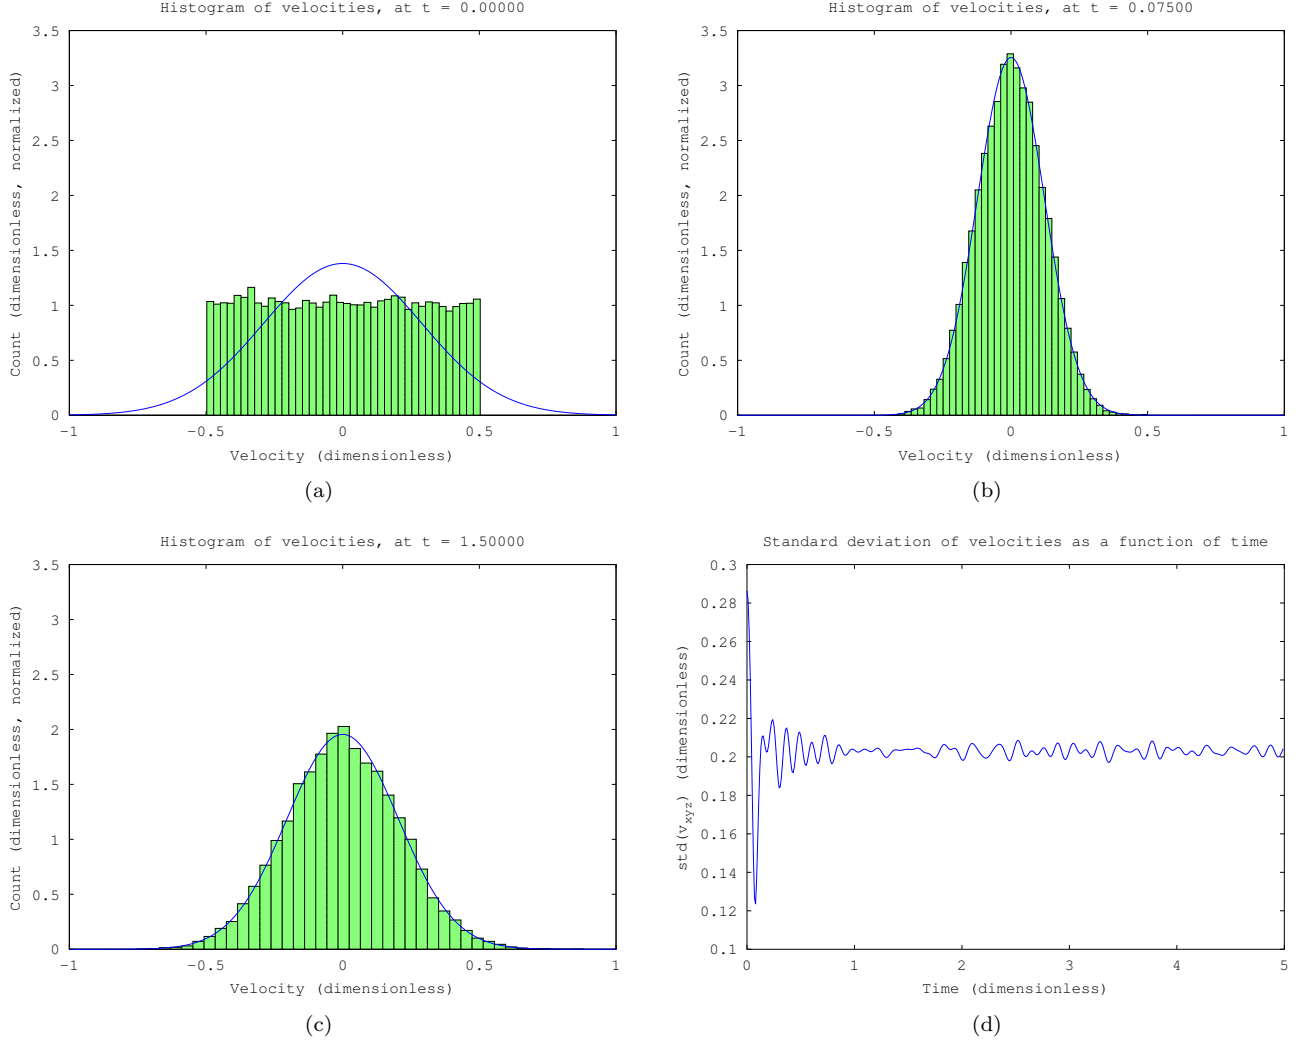 Histogram of velocities, at t = 0.00000
3.5
3
2.5
2
1.5
1
0.5
0
Count (dimensionless, normalized)
-1 -0.5 0 0.5 1
Velocity (dimensionless)
(a)
Histogram of velocities, at t = 0.07500
3.5
3
2.5
2
1.5
1
0.5
0
Count (dimensionless, normalized)
-1 -0.5 0 0.5 1
Velocity (dimensionless)
(b)
Histogram of velocities, at t = 1.50000
3.5
3
2.5
2
1.5
1
0.5
0
Count (dimensionless, normalized)
-1 -0.5 0 0.5 1
Velocity (dimensionless)
(c)
Standard deviation of velocities as a function of time
0.3
0.28
0.26
0.24
0.22
0.2
0.18
0.16
0.14
0.12
0.1
std(v_xyz) (dimensionless)
0 1 2 3 4 5
Time (dimensionless)
(d)